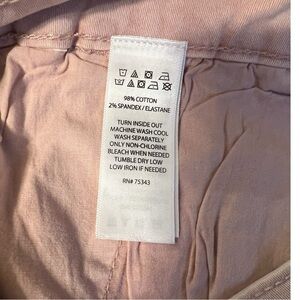 98% COTTON
2% SPANDEX / ELASTANE
TURN INSIDE OUT
MACHINE WASH COOL
WASH SEPARATELY
ONLY NON-CHLORINE
BLEACH WHEN NEEDED
TUMBLE DRY LOW
LOW IRON IF NEEDED
RN# 75343